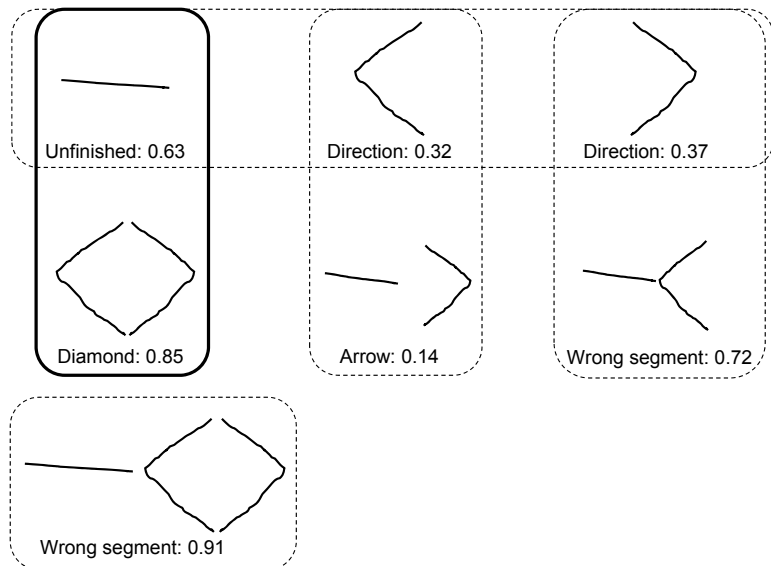 Unfinished: 0.63
Direction: 0.32
Direction: 0.37
Diamond: 0.85
Arrow: 0.14
Wrong segment: 0.72
Wrong segment: 0.91